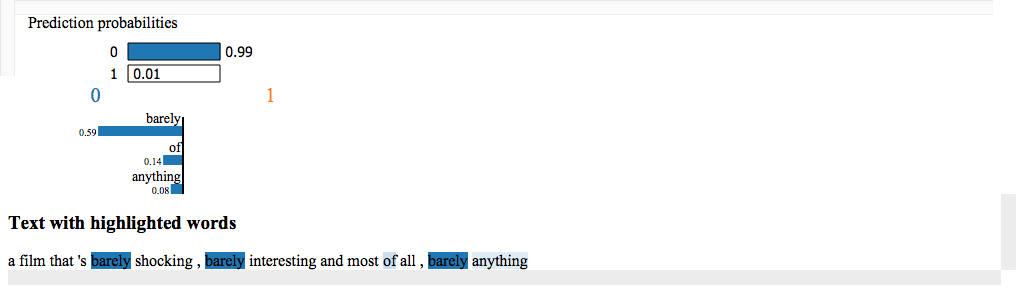 Prediction probabilities
0 0.99
1 0.01
0 1
barely
0.59
of
0.14
anything
0.08
Text with highlighted words
a film that 's barely shocking , barely interesting and most of all , barely anything